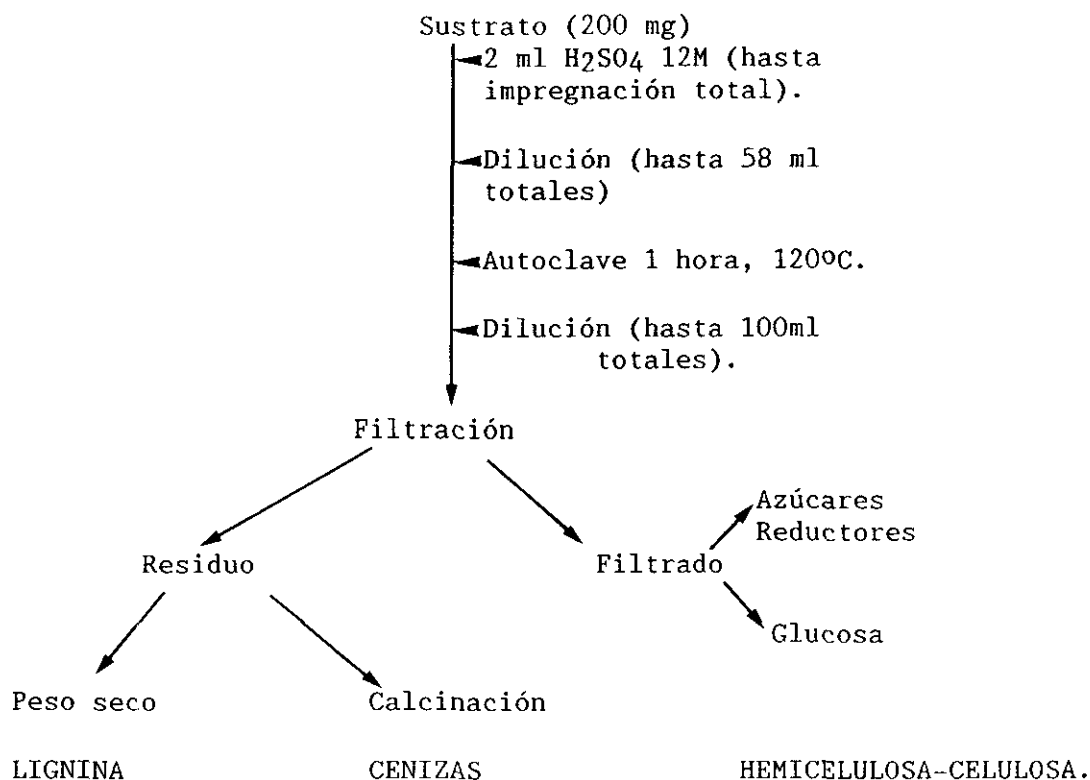 Sustrato (200 mg)
2 ml H2SO4 12M (hasta
impregnación total).
Dilución (hasta 58 ml
totales)
Autoclave 1 hora, 120ºC.
Dilución (hasta 100ml
totales).
Filtración
Azúcares
Reductores
Residuo
Filtrado
Glucosa
Peso seco
Calcinación
LIGNINA
CENIZAS
HEMICELULOSA-CELULOSA.